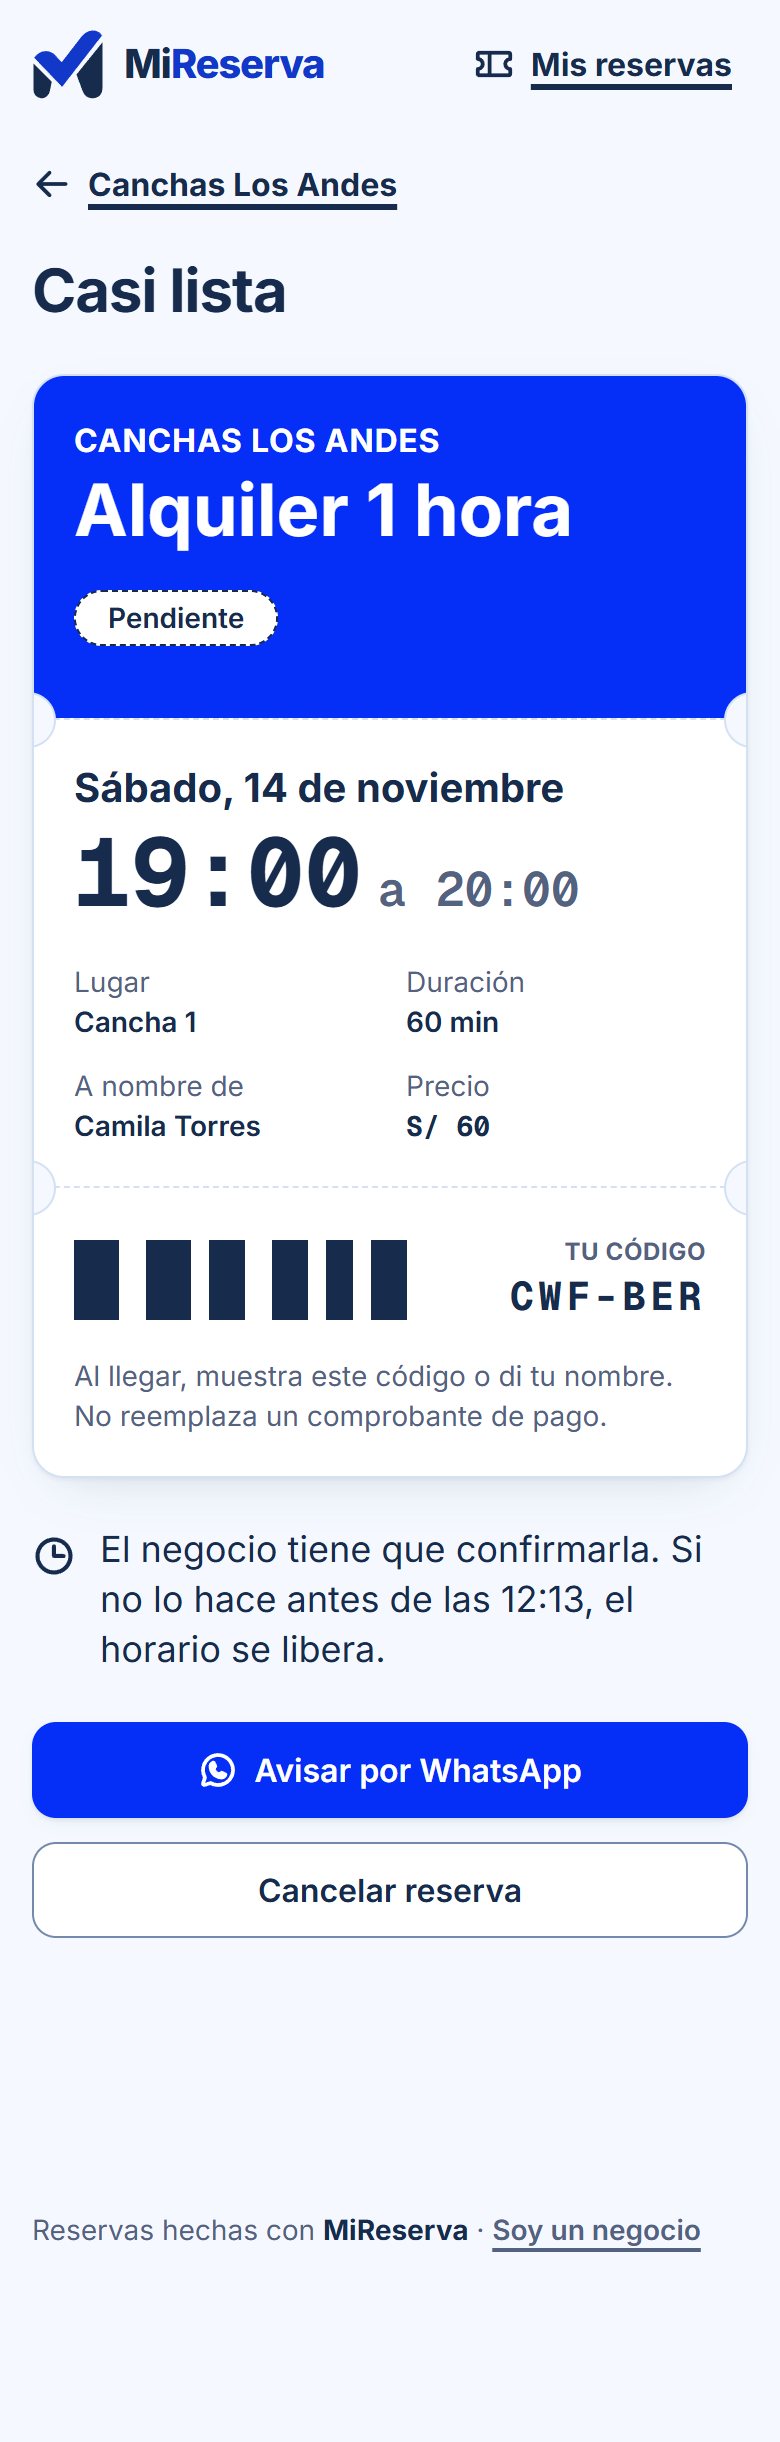 MiReserva
Mis reservas
Canchas Los Andes
Casi lista
CANCHAS LOS ANDES
Alquiler 1 hora
Pendiente
Sábado, 14 de noviembre
19:00 a 20:00
Lugar
Cancha 1
Duración
60 min
A nombre de
Camila Torres
Precio
S/ 60
TU CÓDIGO
CWF-BER
Al llegar, muestra este código o di tu nombre.
No reemplaza un comprobante de pago.
El negocio tiene que confirmarla. Si
no lo hace antes de las 12:13, el
horario se libera.
Avisar por WhatsApp
Cancelar reserva
Reservas hechas con MiReserva · Soy un negocio